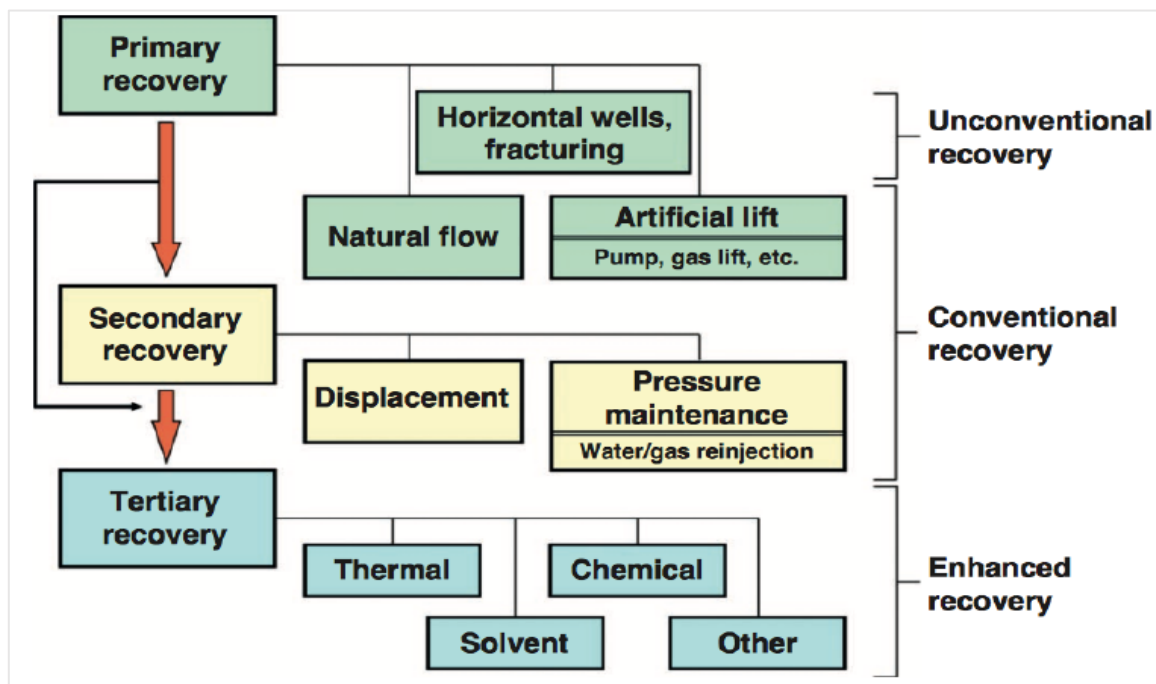 Primary
recovery
Horizontal wells,
fracturing
Unconventional
recovery
Natural flow
Artificial lift
Pump, gas lift, etc.
Conventional
recovery
Secondary
recovery
Displacement
Pressure
maintenance
Water/gas reinjection
Tertiary
recovery
Thermal
Chemical
Solvent
Other
Enhanced
recovery